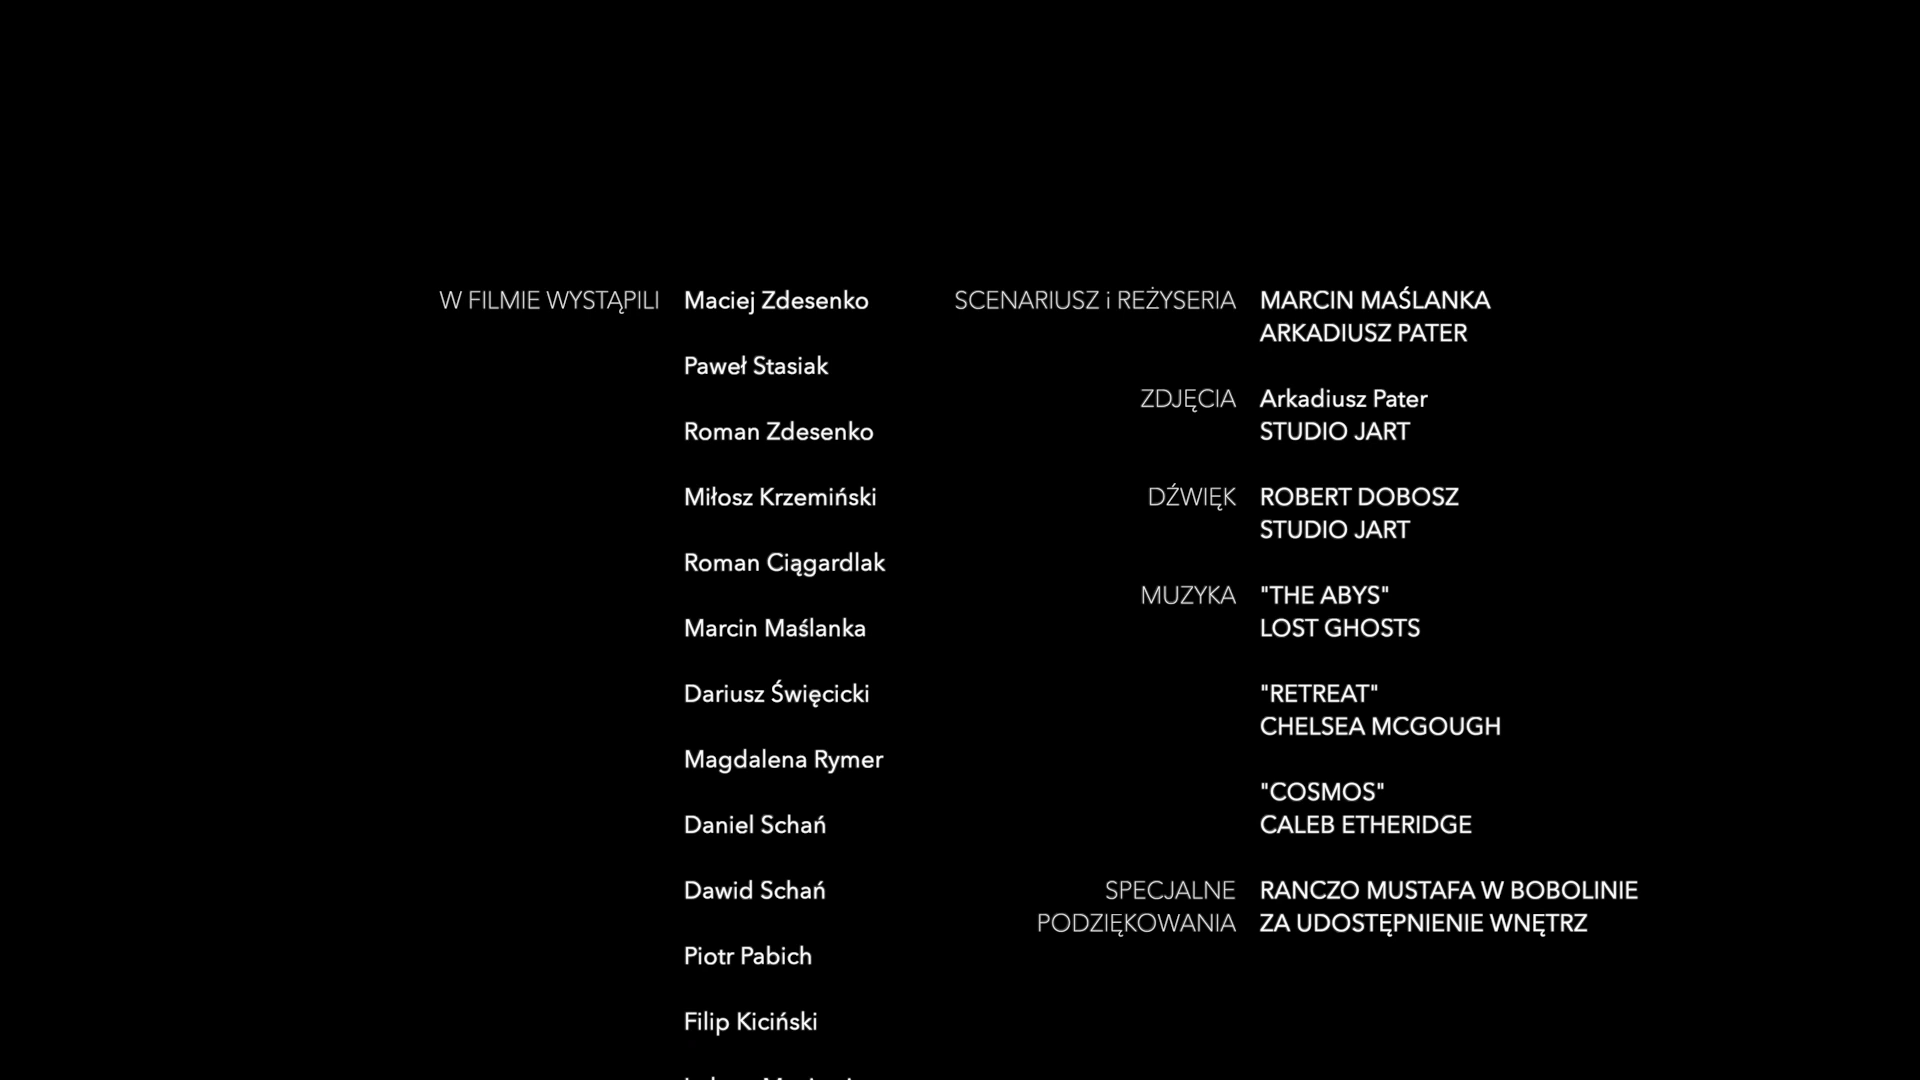 W FILMIE WYSTĄPILI Maciej Zdesenko
Paweł Stasiak
Roman Zdesenko
Miłosz Krzemiński
Roman Ciągardlak
Marcin Maślanka
Dariusz Święcicki
Magdalena Rymer
Daniel Schań
Dawid Schań
Piotr Pabich
Filip Kiciński
SCENARIUSZ i REŻYSERIA MARCIN MAŚLANKA
ARKADIUSZ PATER
ZDJĘCIA Arkadiusz Pater
STUDIO JART
DŹWIĘK ROBERT DOBOSZ
STUDIO JART
MUZYKA "THE ABYS"
LOST GHOSTS
"RETREAT"
CHELSEA MCGOUGH
"COSMOS"
CALEB ETHERIDGE
SPECJALNE RANCZO MUSTAFA W BOBOLINIE
PODZIĘKOWANIA ZA UDOSTĘPNIENIE WNĘTRZ